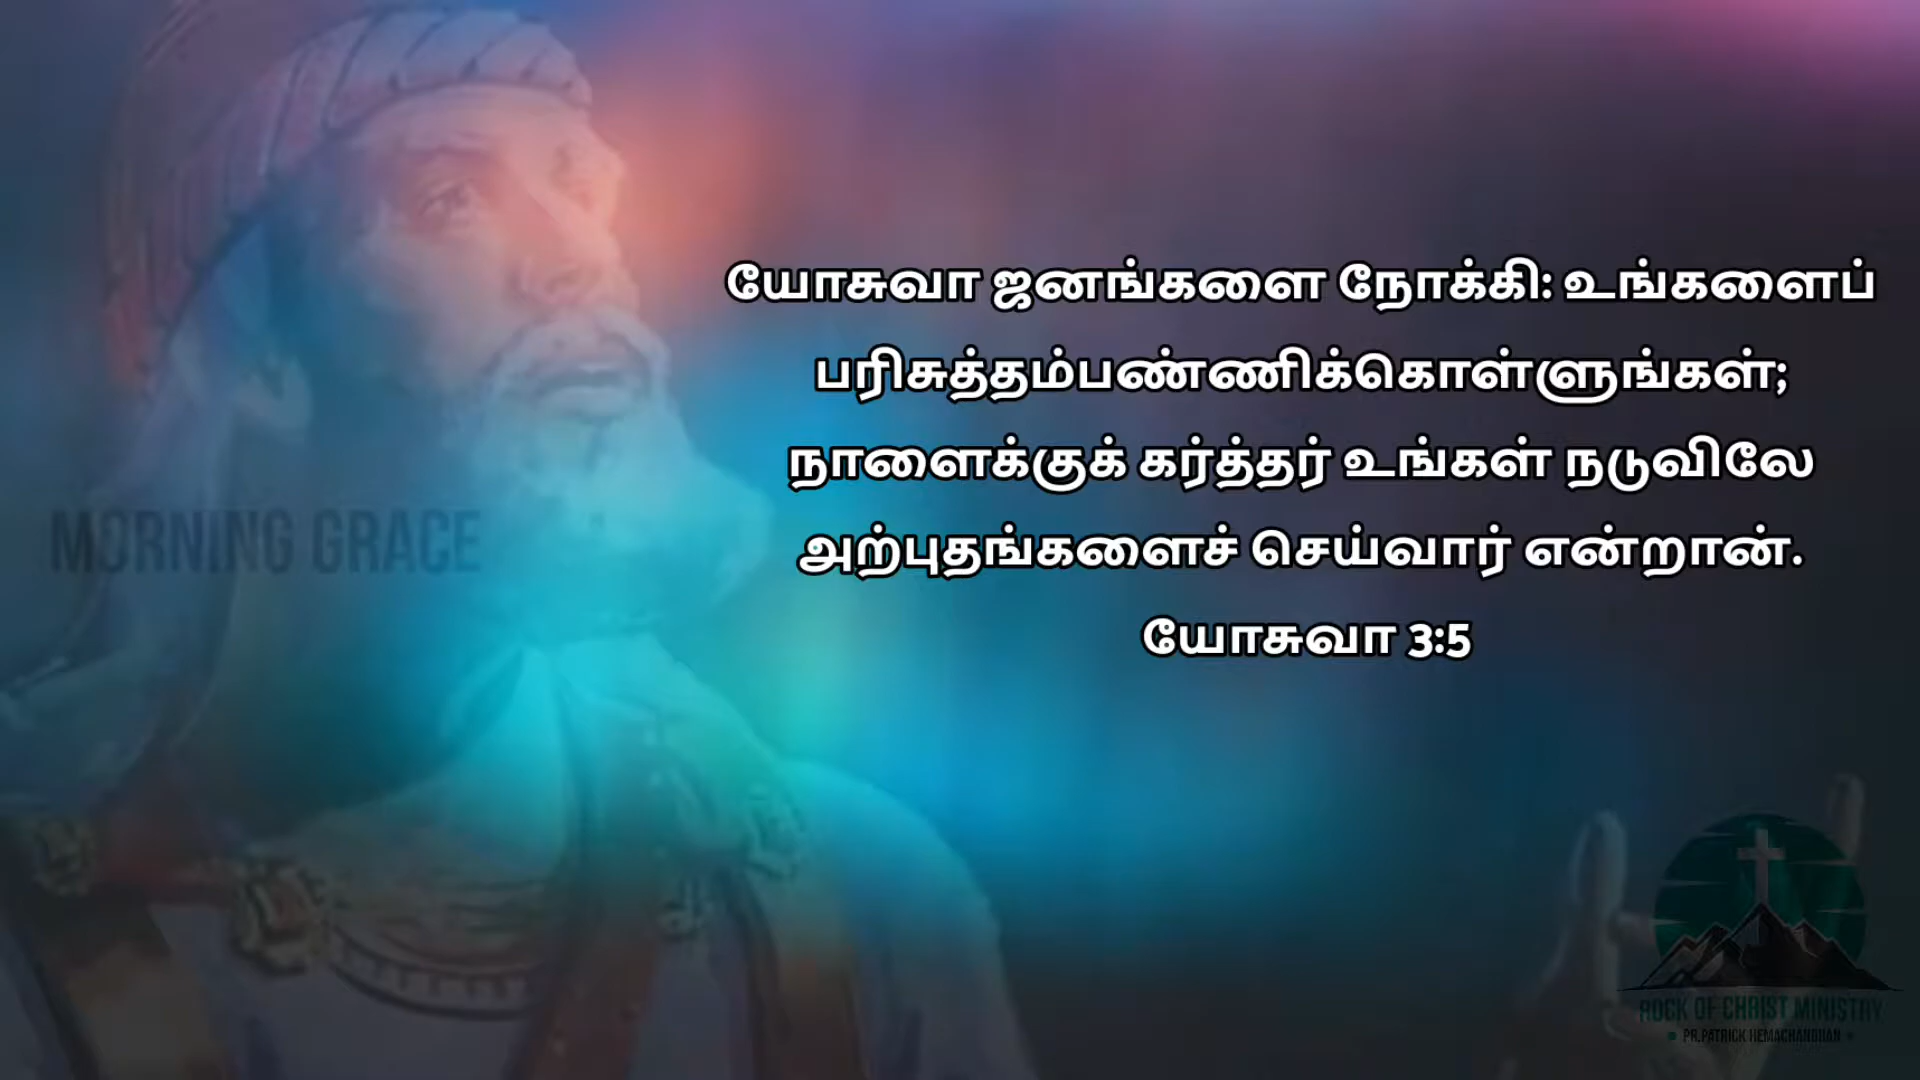 யோசுவா ஜனங்களை நோக்கி: உங்களைப்
பரிசுத்தம்பண்ணிக்கொள்ளுங்கள்;
நாளைக்குக் கர்த்தர் உங்கள் நடுவிலே
அற்புதங்களைச் செய்வார் என்றான்.
யோசுவா 3:5
MORNING GRACE
ROCK OF CHRIST MINISTRY
PR.PATRICK HEMACHANDHAN